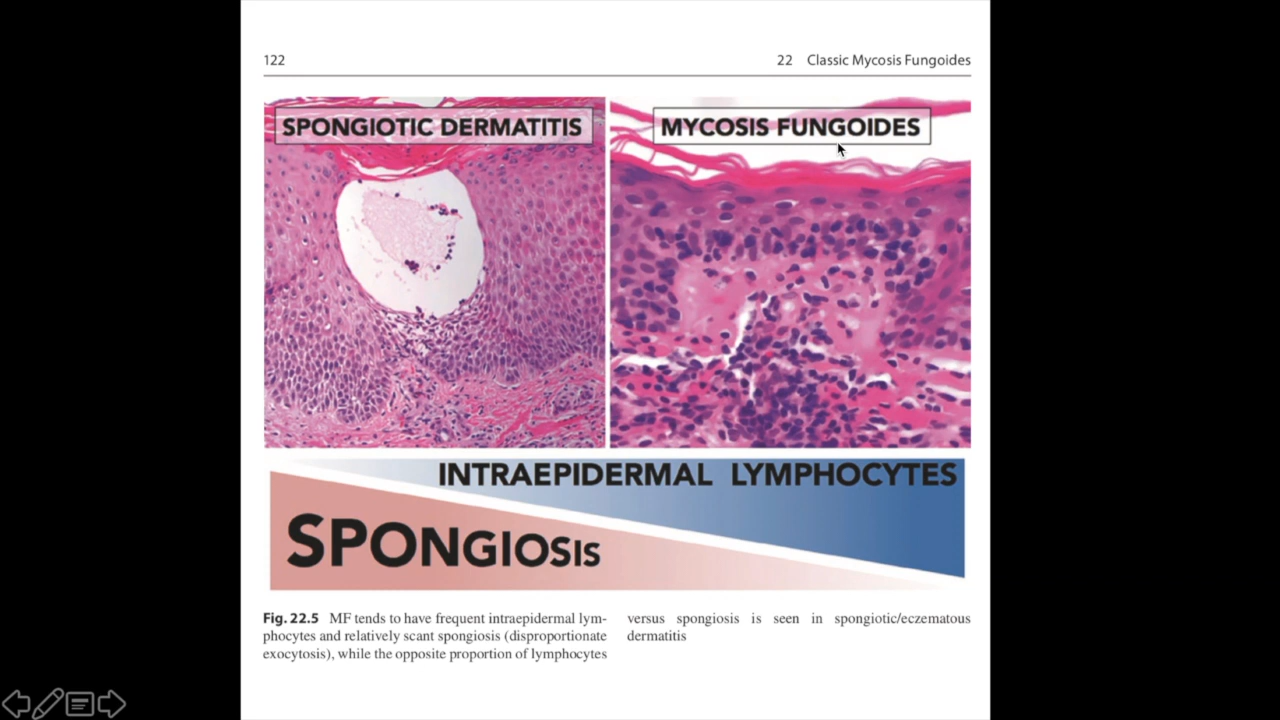 122
22 Classic Mycosis Fungoides
SPONGIOTIC DERMATITIS
MYCOSIS FUNGOIDES
INTRAEPIDERMAL LYMPHOCYTES
SPONGIOSIS
Fig. 22.5 MF tends to have frequent intraepidermal lym-
phocytes and relatively scant spongiosis (disproportionate
exocytosis), while the opposite proportion of lymphocytes
versus spongiosis is seen in spongiotic/eczematous
dermatitis